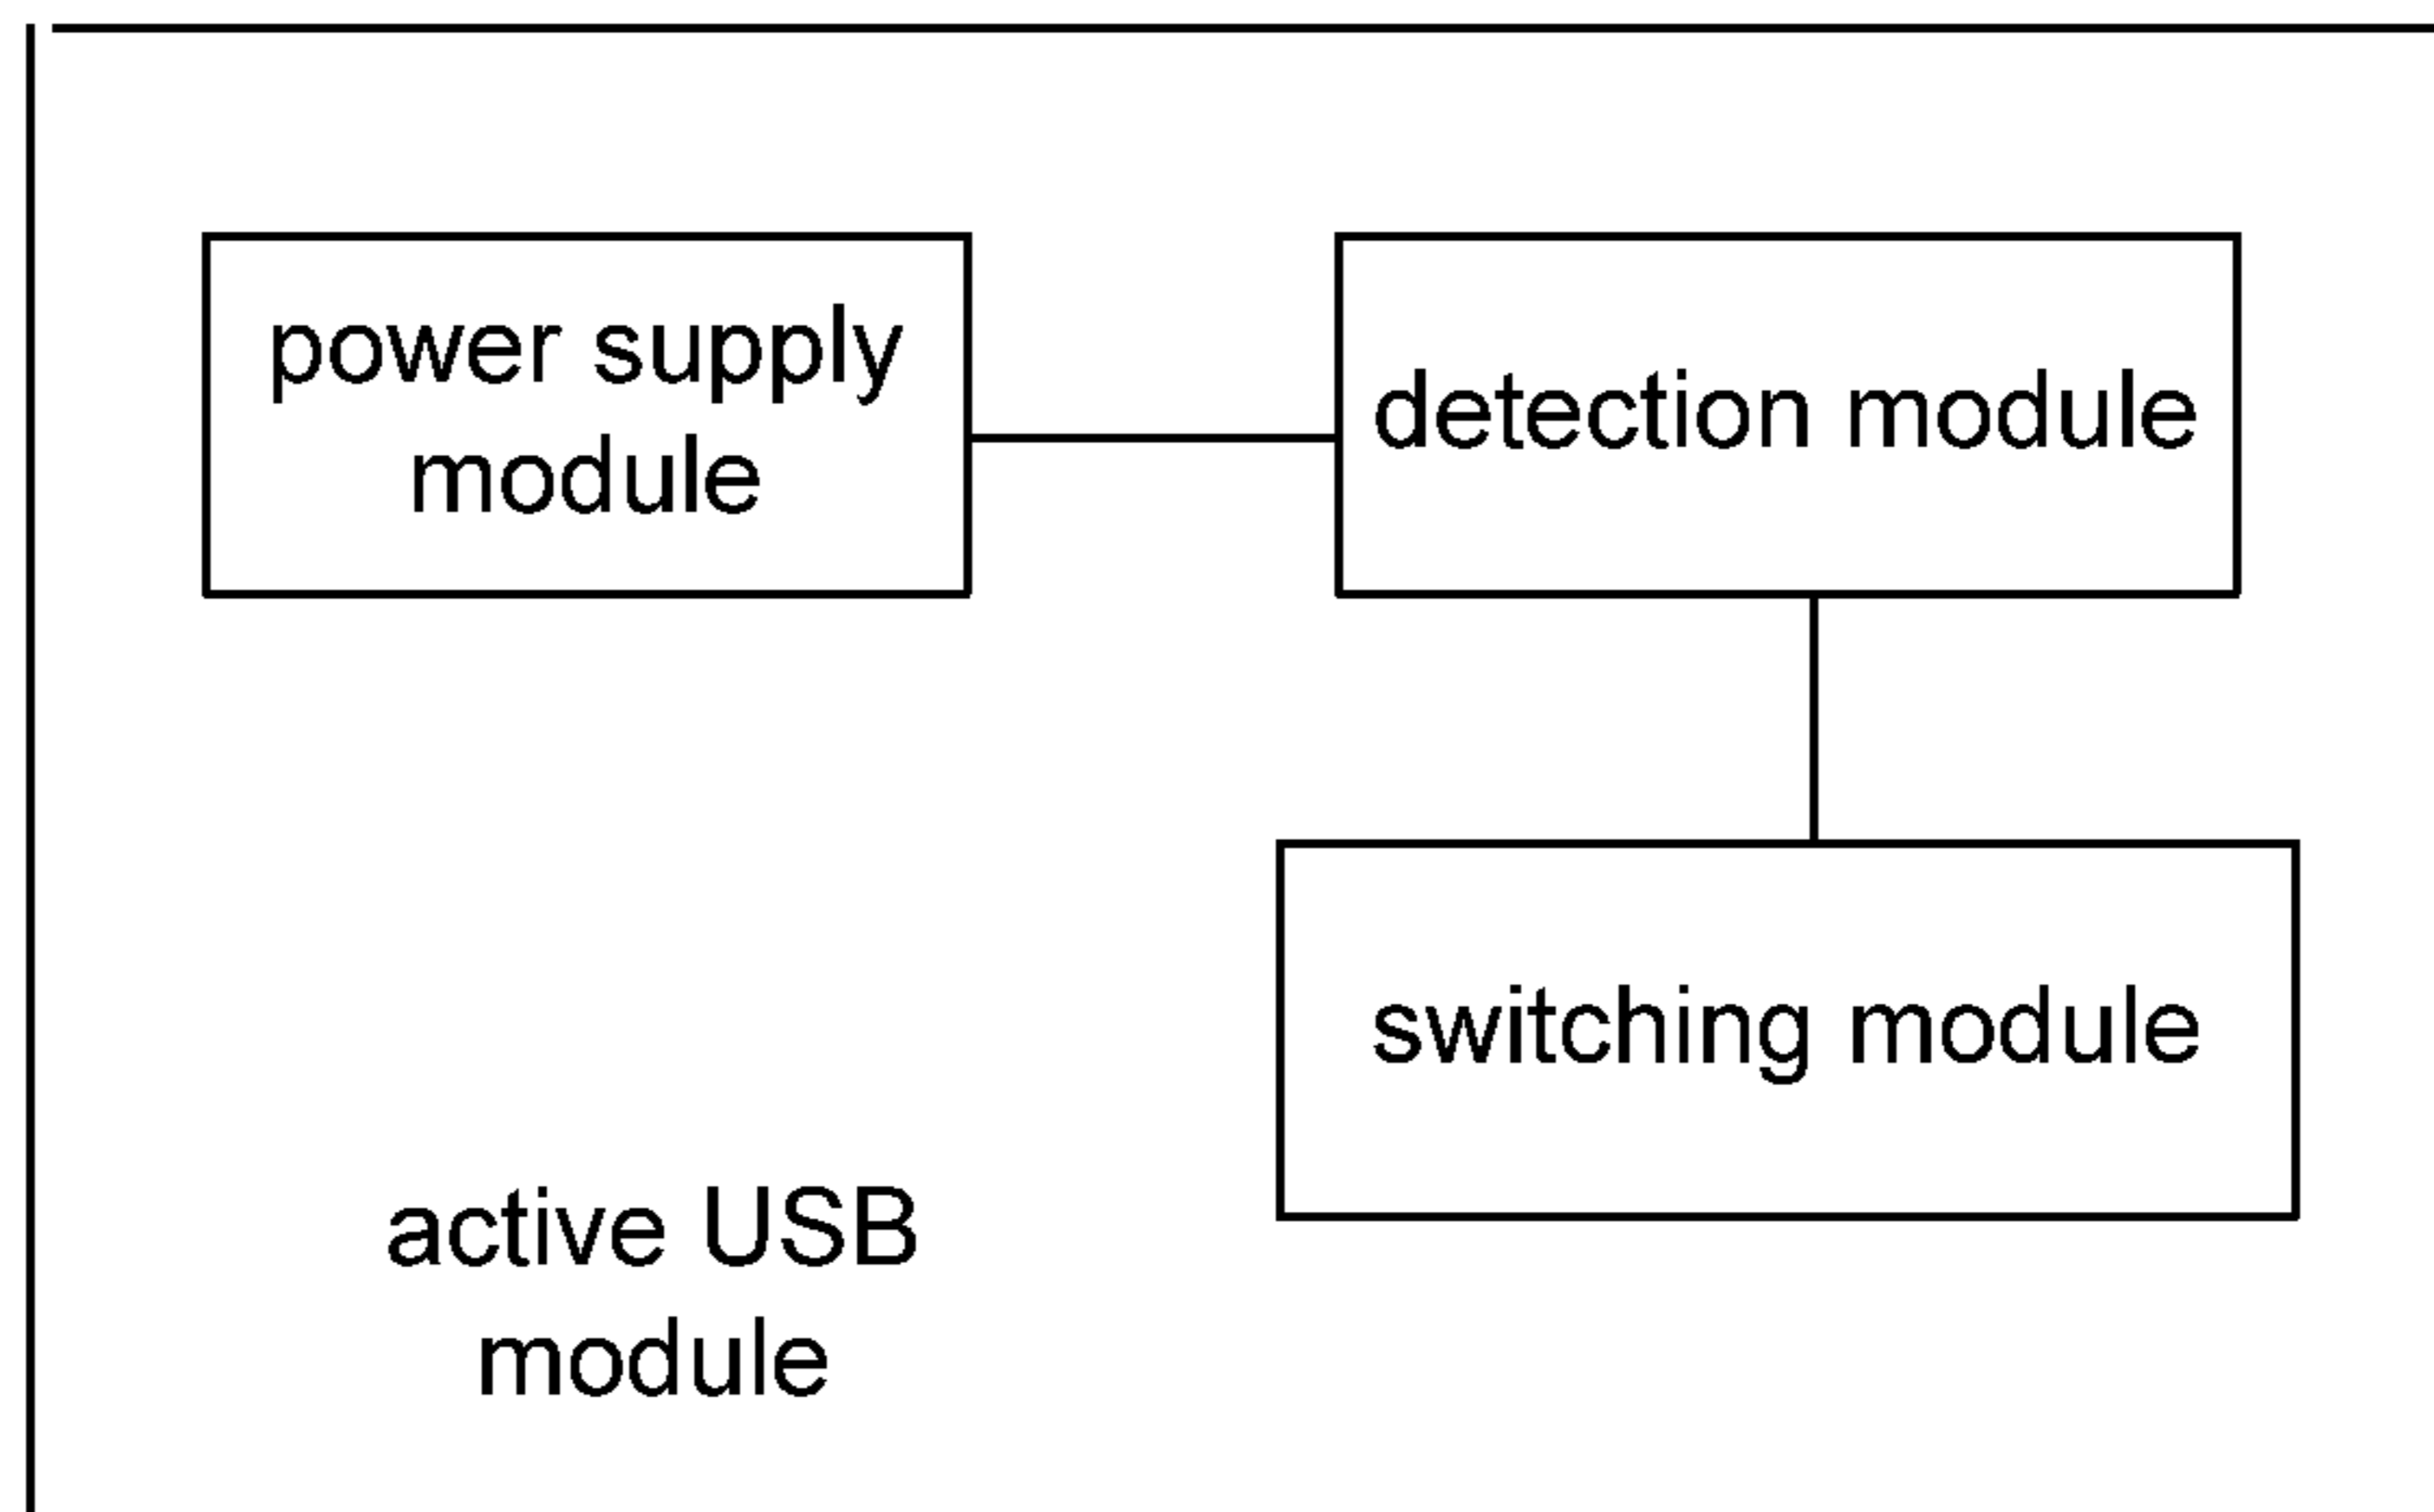 power supply
module
detection module
switching module
active USB
module